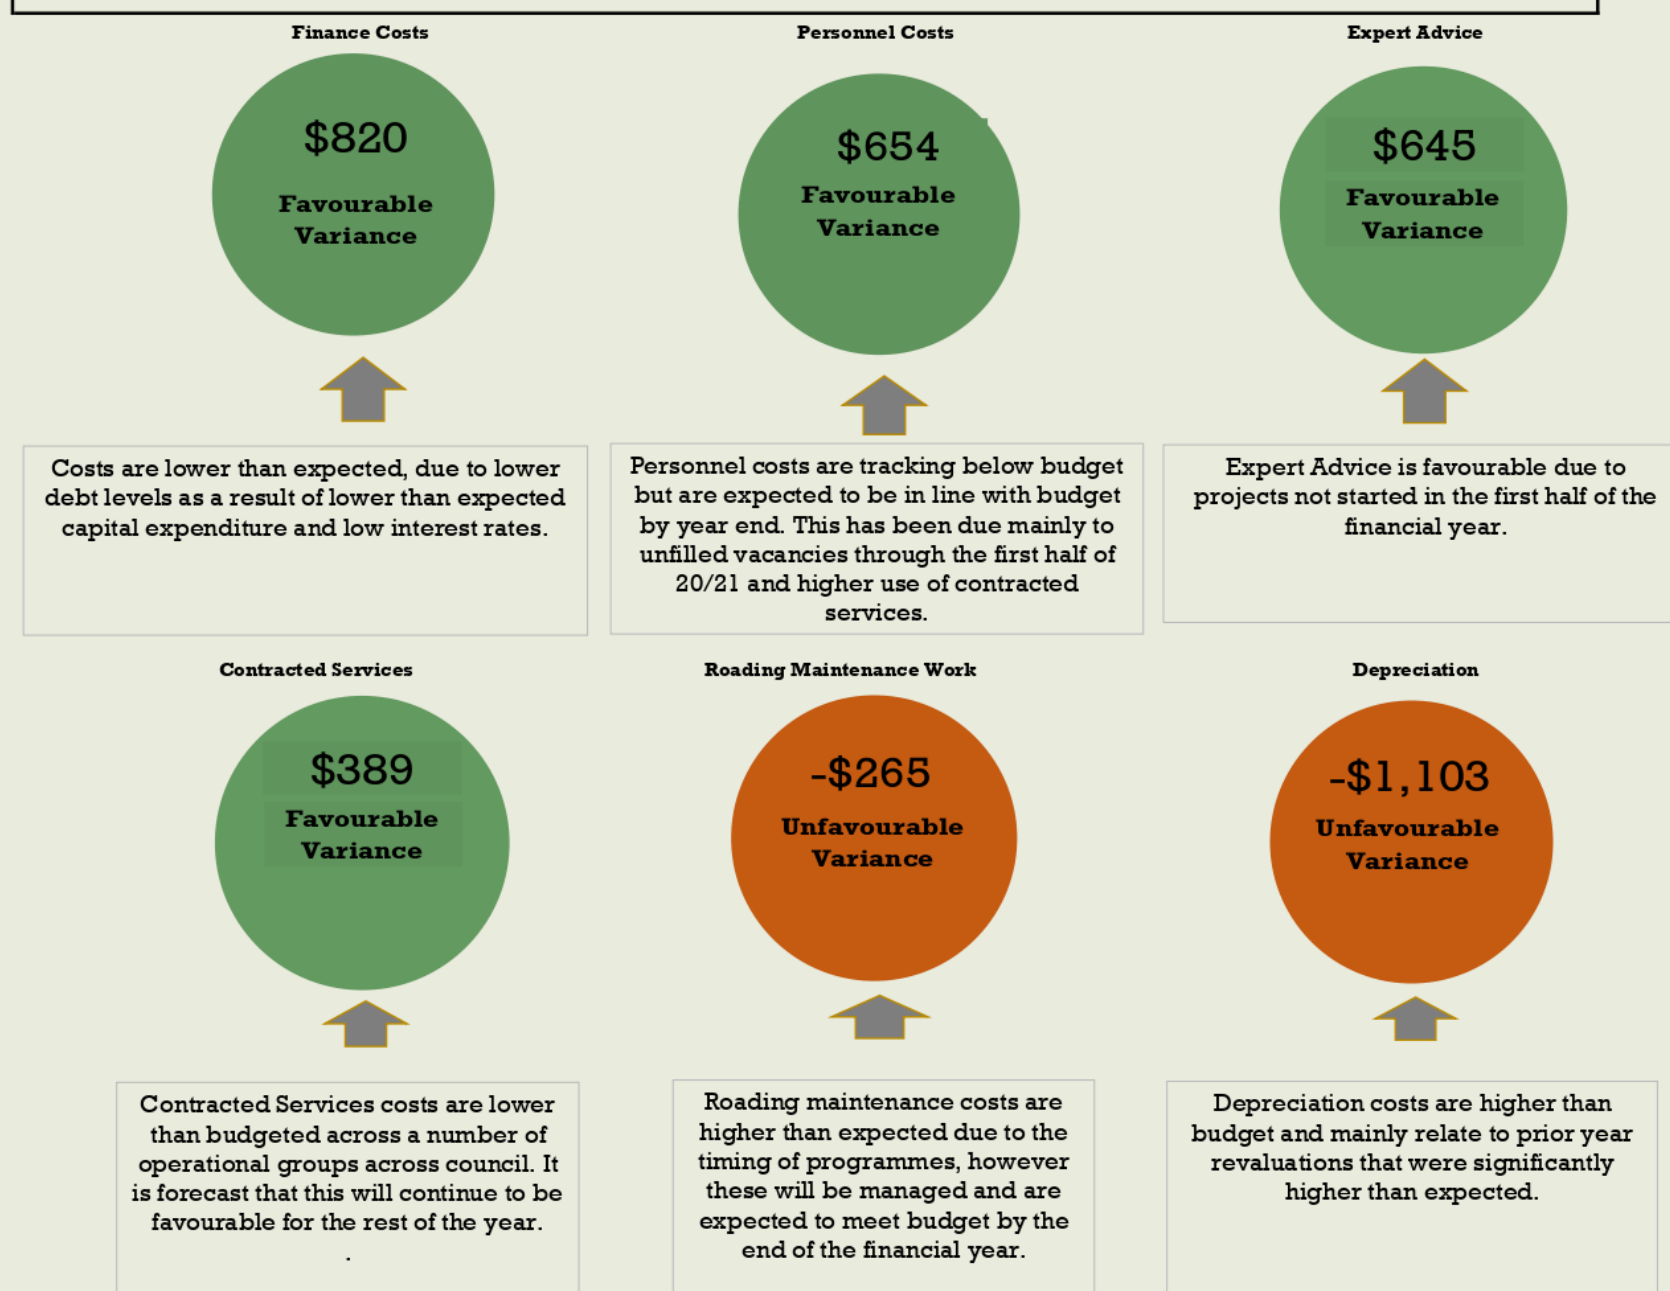 Finance Costs
$820
Favourable
Variance
Costs are lower than expected, due to lower
debt levels as a result of lower than expected
capital expenditure and low interest rates.
Personnel Costs
$654
Favourable
Variance
Personnel costs are tracking below budget
but are expected to be in line with budget
by year end. This has been due mainly to
unfilled vacancies through the first half of
20/21 and higher use of contracted
services.
Expert Advice
$645
Favourable
Variance
Expert Advice is favourable due to
projects not started in the first half of the
financial year.
Contracted Services
$389
Favourable
Variance
Contracted Services costs are lower
than budgeted across a number of
operational groups across council. It
is forecast that this will continue to be
favourable for the rest of the year.
.
Roading Maintenance Work
-$265
Unfavourable
Variance
Roading maintenance costs are
higher than expected due to the
timing of programmes, however
these will be managed and are
expected to meet budget by the
end of the financial year.
Depreciation
-$1,103
Unfavourable
Variance
Depreciation costs are higher than
budget and mainly relate to prior year
revaluations that were significantly
higher than expected.